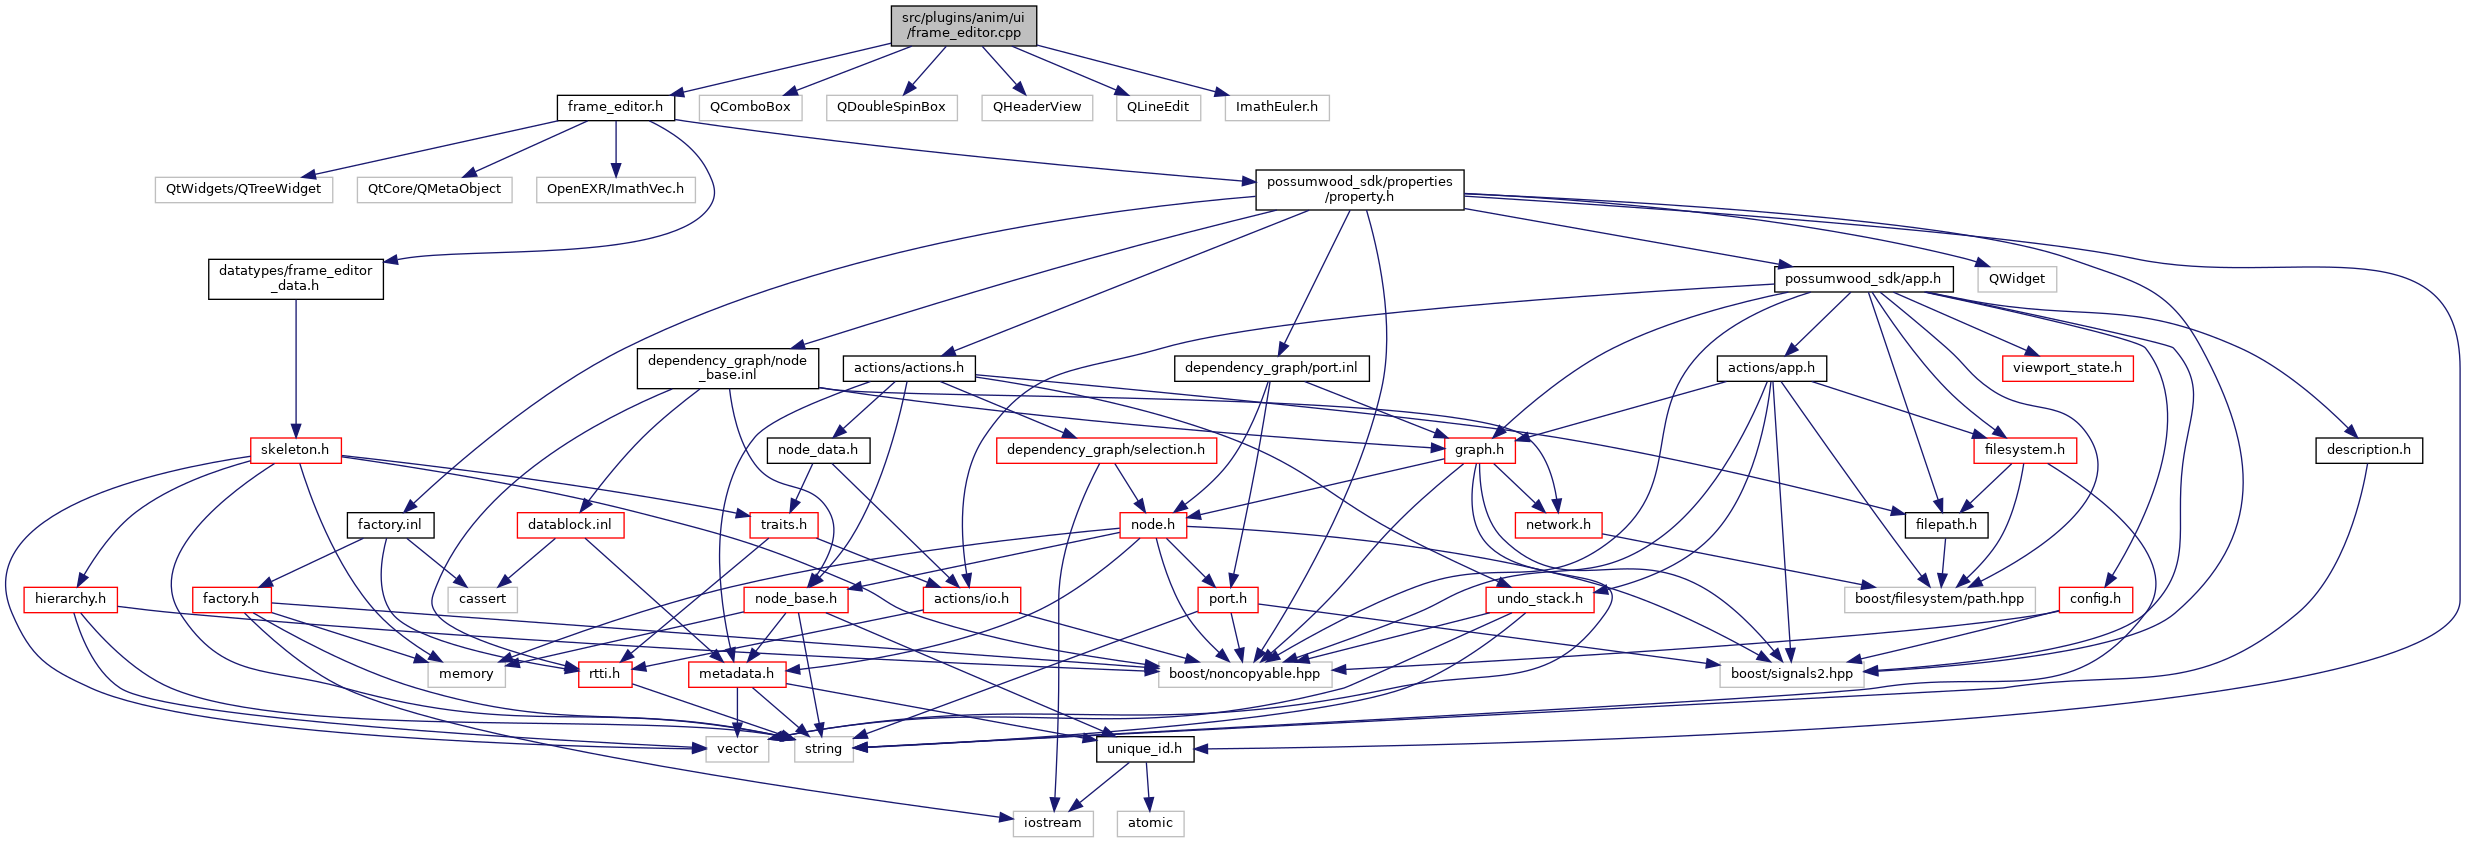 src/plugins/anim/ui
/frame_editor.cpp
frame_editor.h
QComboBox
QDoubleSpinBox
QHeaderView
QLineEdit
ImathEuler.h
QtWidgets/QTreeWidget
QtCore/QMetaObject
OpenEXR/ImathVec.h
possumwood_sdk/properties
/property.h
datatypes/frame_editor
_data.h
possumwood_sdk/app.h
QWidget
dependency_graph/node
_base.inl
actions/actions.h
dependency_graph/port.inl
actions/app.h
viewport_state.h
skeleton.h
node_data.h
dependency_graph/selection.h
graph.h
filesystem.h
description.h
factory.inl
datablock.inl
traits.h
node.h
network.h
filepath.h
hierarchy.h
factory.h
cassert
node_base.h
actions/io.h
port.h
undo_stack.h
boost/filesystem/path.hpp
config.h
memory
rtti.h
metadata.h
boost/noncopyable.hpp
boost/signals2.hpp
vector
string
unique_id.h
iostream
atomic